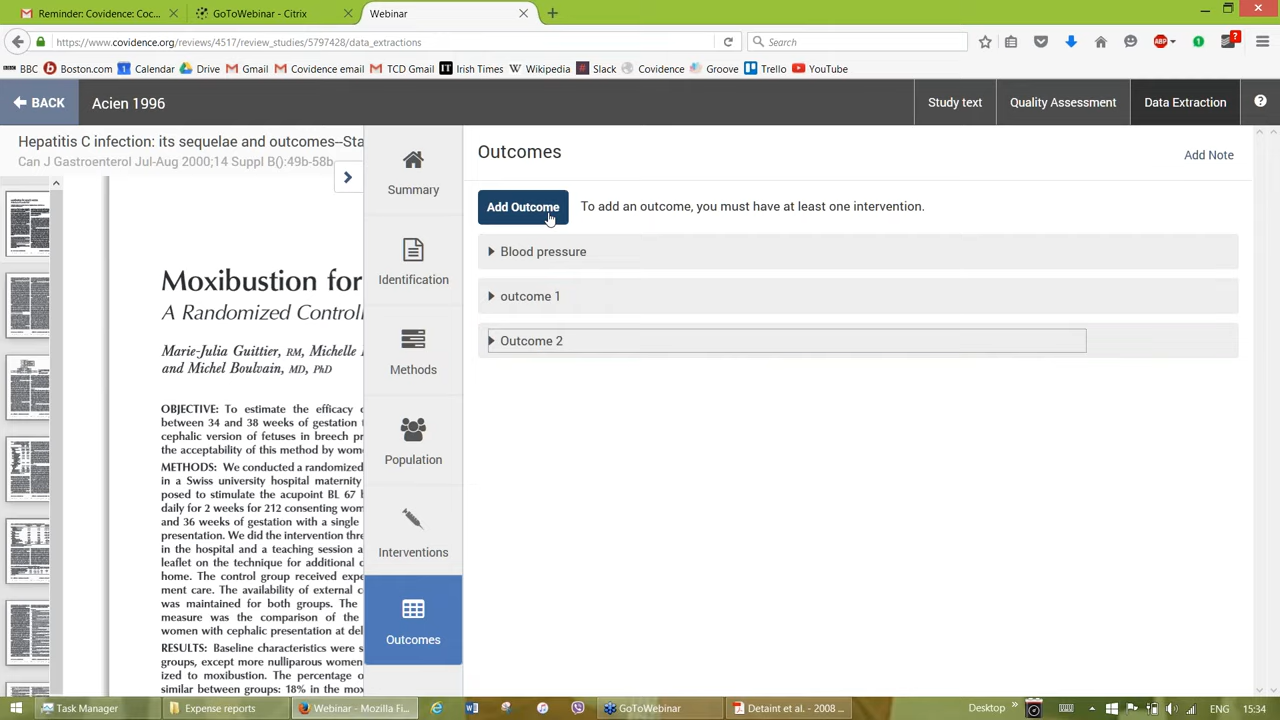 Reminder: Co...
GoToWebinar - Citrix
Webinar
https://www.covidence.org/reviews/4517/review_studies/5797428/data_extractions
Search
ABP
1
?
BBC
Boston.com
Calendar
Drive
Gmail
Covidence email
TCD Gmail
Irish Times
Wikipedia
Slack
Covidence
Groove
Trello
YouTube
BACK
Acien 1996
Study text
Quality Assessment
Data Extraction
?
Hepatitis C infection: its sequelae and outcomes--Sta
Can J Gastroenterol Jul-Aug 2000;14 Suppl B():49b-58b
Moxibustion for
A Randomized Controll
Marie-Julia Guittier, RM, Michelle
and Michel Boulvain, MD, PhD
OBJECTIVE: To estimate the efficacy
between 34 and 38 weeks of gestation
cephalic version of fetuses in breech pr
the acceptability of this method by wom
METHODS: We conducted a randomized
in a Swiss university hospital maternity
posed to stimulate the acupoint BL 67
daily for 2 weeks for 212 consenting wom
and 36 weeks of gestation with a single
presentation. We did the intervention thre
in the hospital and a teaching session a
leaflet on the technique for additional
home. The control group received expe
ment care. The availability of external c
was maintained for both groups. The
measure was the comparison of the
women with cephalic presentation at del
RESULTS: Baseline characteristics were s
groups, except more nulliparous women
ized to moxibustion. The percentage o
similar between groups: 18% in the mox
Summary
Identification
Methods
Population
Interventions
Outcomes
Outcomes
Add Note
Add Outcome
To add an outcome, you must have at least one intervention.
Blood pressure
outcome 1
Outcome 2
Task Manager
Expense reports
Webinar - Mozilla Fi...
GoToWebinar
Detaint et al. - 2008 ...
Desktop
ENG
15:34